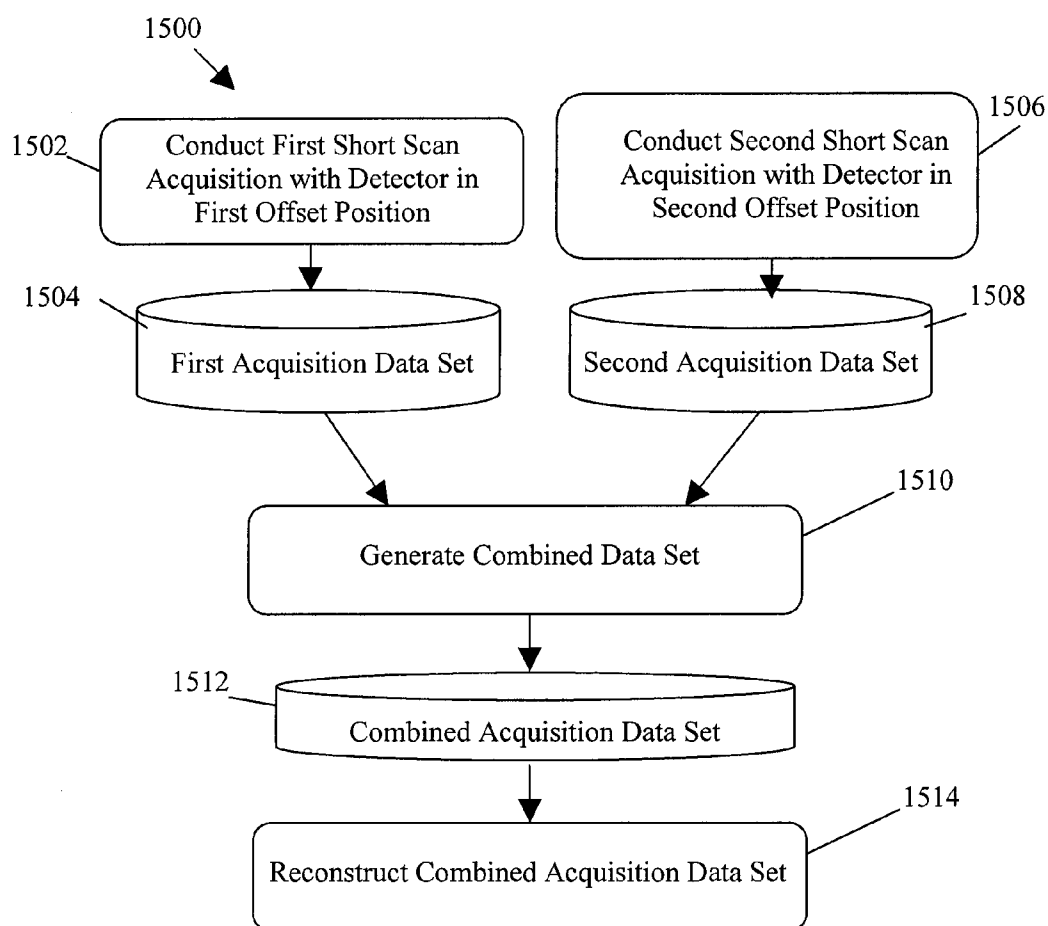 1500
1502
Conduct First Short Scan
Acquisition with Detector in
First Offset Position
1506
Conduct Second Short Scan
Acquisition with Detector in
Second Offset Position
1504
First Acquisition Data Set
1508
Second Acquisition Data Set
1510
Generate Combined Data Set
1512
Combined Acquisition Data Set
1514
Reconstruct Combined Acquisition Data Set